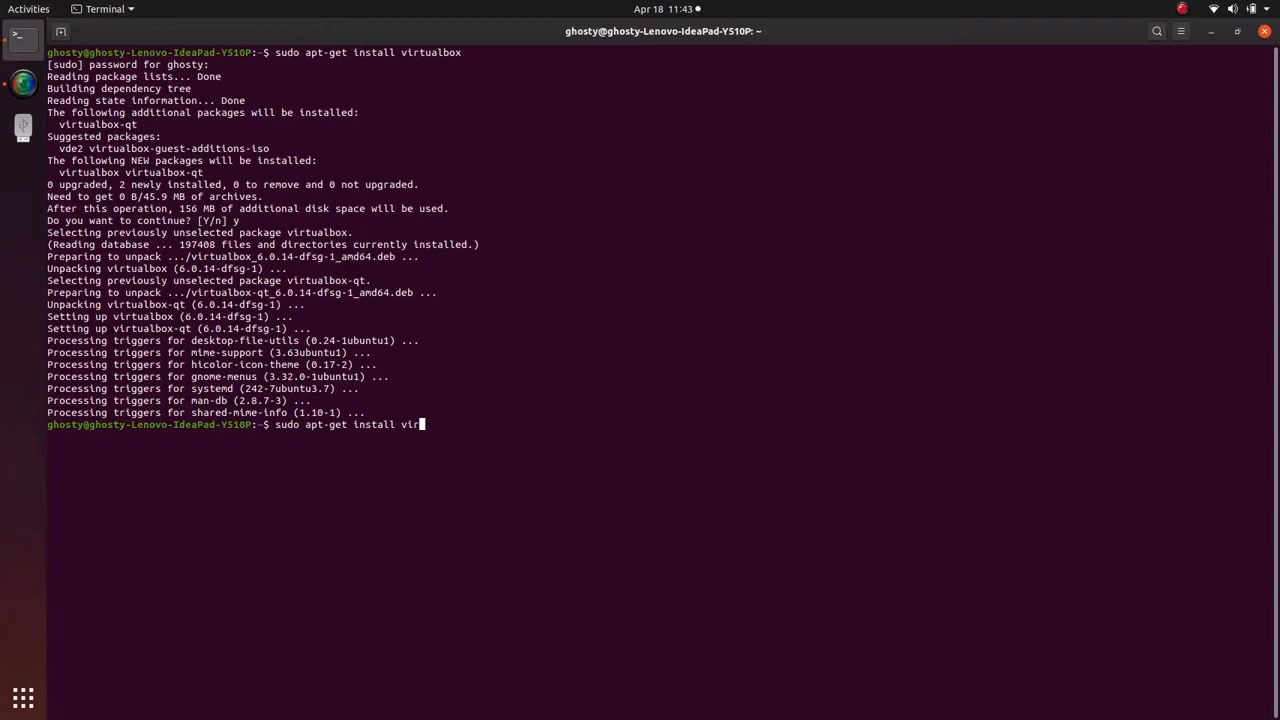 Activities
Terminal
Apr 18 11:43
ghosty@ghosty-Lenovo-IdeaPad-Y510P: ~
ghosty@ghosty-Lenovo-IdeaPad-Y510P:~$ sudo apt-get install virtualbox
[sudo] password for ghosty:
Reading package lists... Done
Building dependency tree
Reading state information... Done
The following additional packages will be installed:
  virtualbox-qt
Suggested packages:
  vde2 virtualbox-guest-additions-iso
The following NEW packages will be installed:
  virtualbox virtualbox-qt
0 upgraded, 2 newly installed, 0 to remove and 0 not upgraded.
Need to get 0 B/45.9 MB of archives.
After this operation, 156 MB of additional disk space will be used.
Do you want to continue? [Y/n] y
Selecting previously unselected package virtualbox.
(Reading database ... 197408 files and directories currently installed.)
Preparing to unpack .../virtualbox_6.0.14-dfsg-1_amd64.deb ...
Unpacking virtualbox (6.0.14-dfsg-1) ...
Selecting previously unselected package virtualbox-qt.
Preparing to unpack .../virtualbox-qt_6.0.14-dfsg-1_amd64.deb ...
Unpacking virtualbox-qt (6.0.14-dfsg-1) ...
Setting up virtualbox (6.0.14-dfsg-1) ...
Setting up virtualbox-qt (6.0.14-dfsg-1) ...
Processing triggers for desktop-file-utils (0.24-1ubuntu1) ...
Processing triggers for mime-support (3.63ubuntu1) ...
Processing triggers for hicolor-icon-theme (0.17-2) ...
Processing triggers for gnome-menus (3.32.0-1ubuntu1) ...
Processing triggers for systemd (242-7ubuntu3.7) ...
Processing triggers for man-db (2.8.7-3) ...
Processing triggers for shared-mime-info (1.10-1) ...
ghosty@ghosty-Lenovo-IdeaPad-Y510P:~$ sudo apt-get install vir